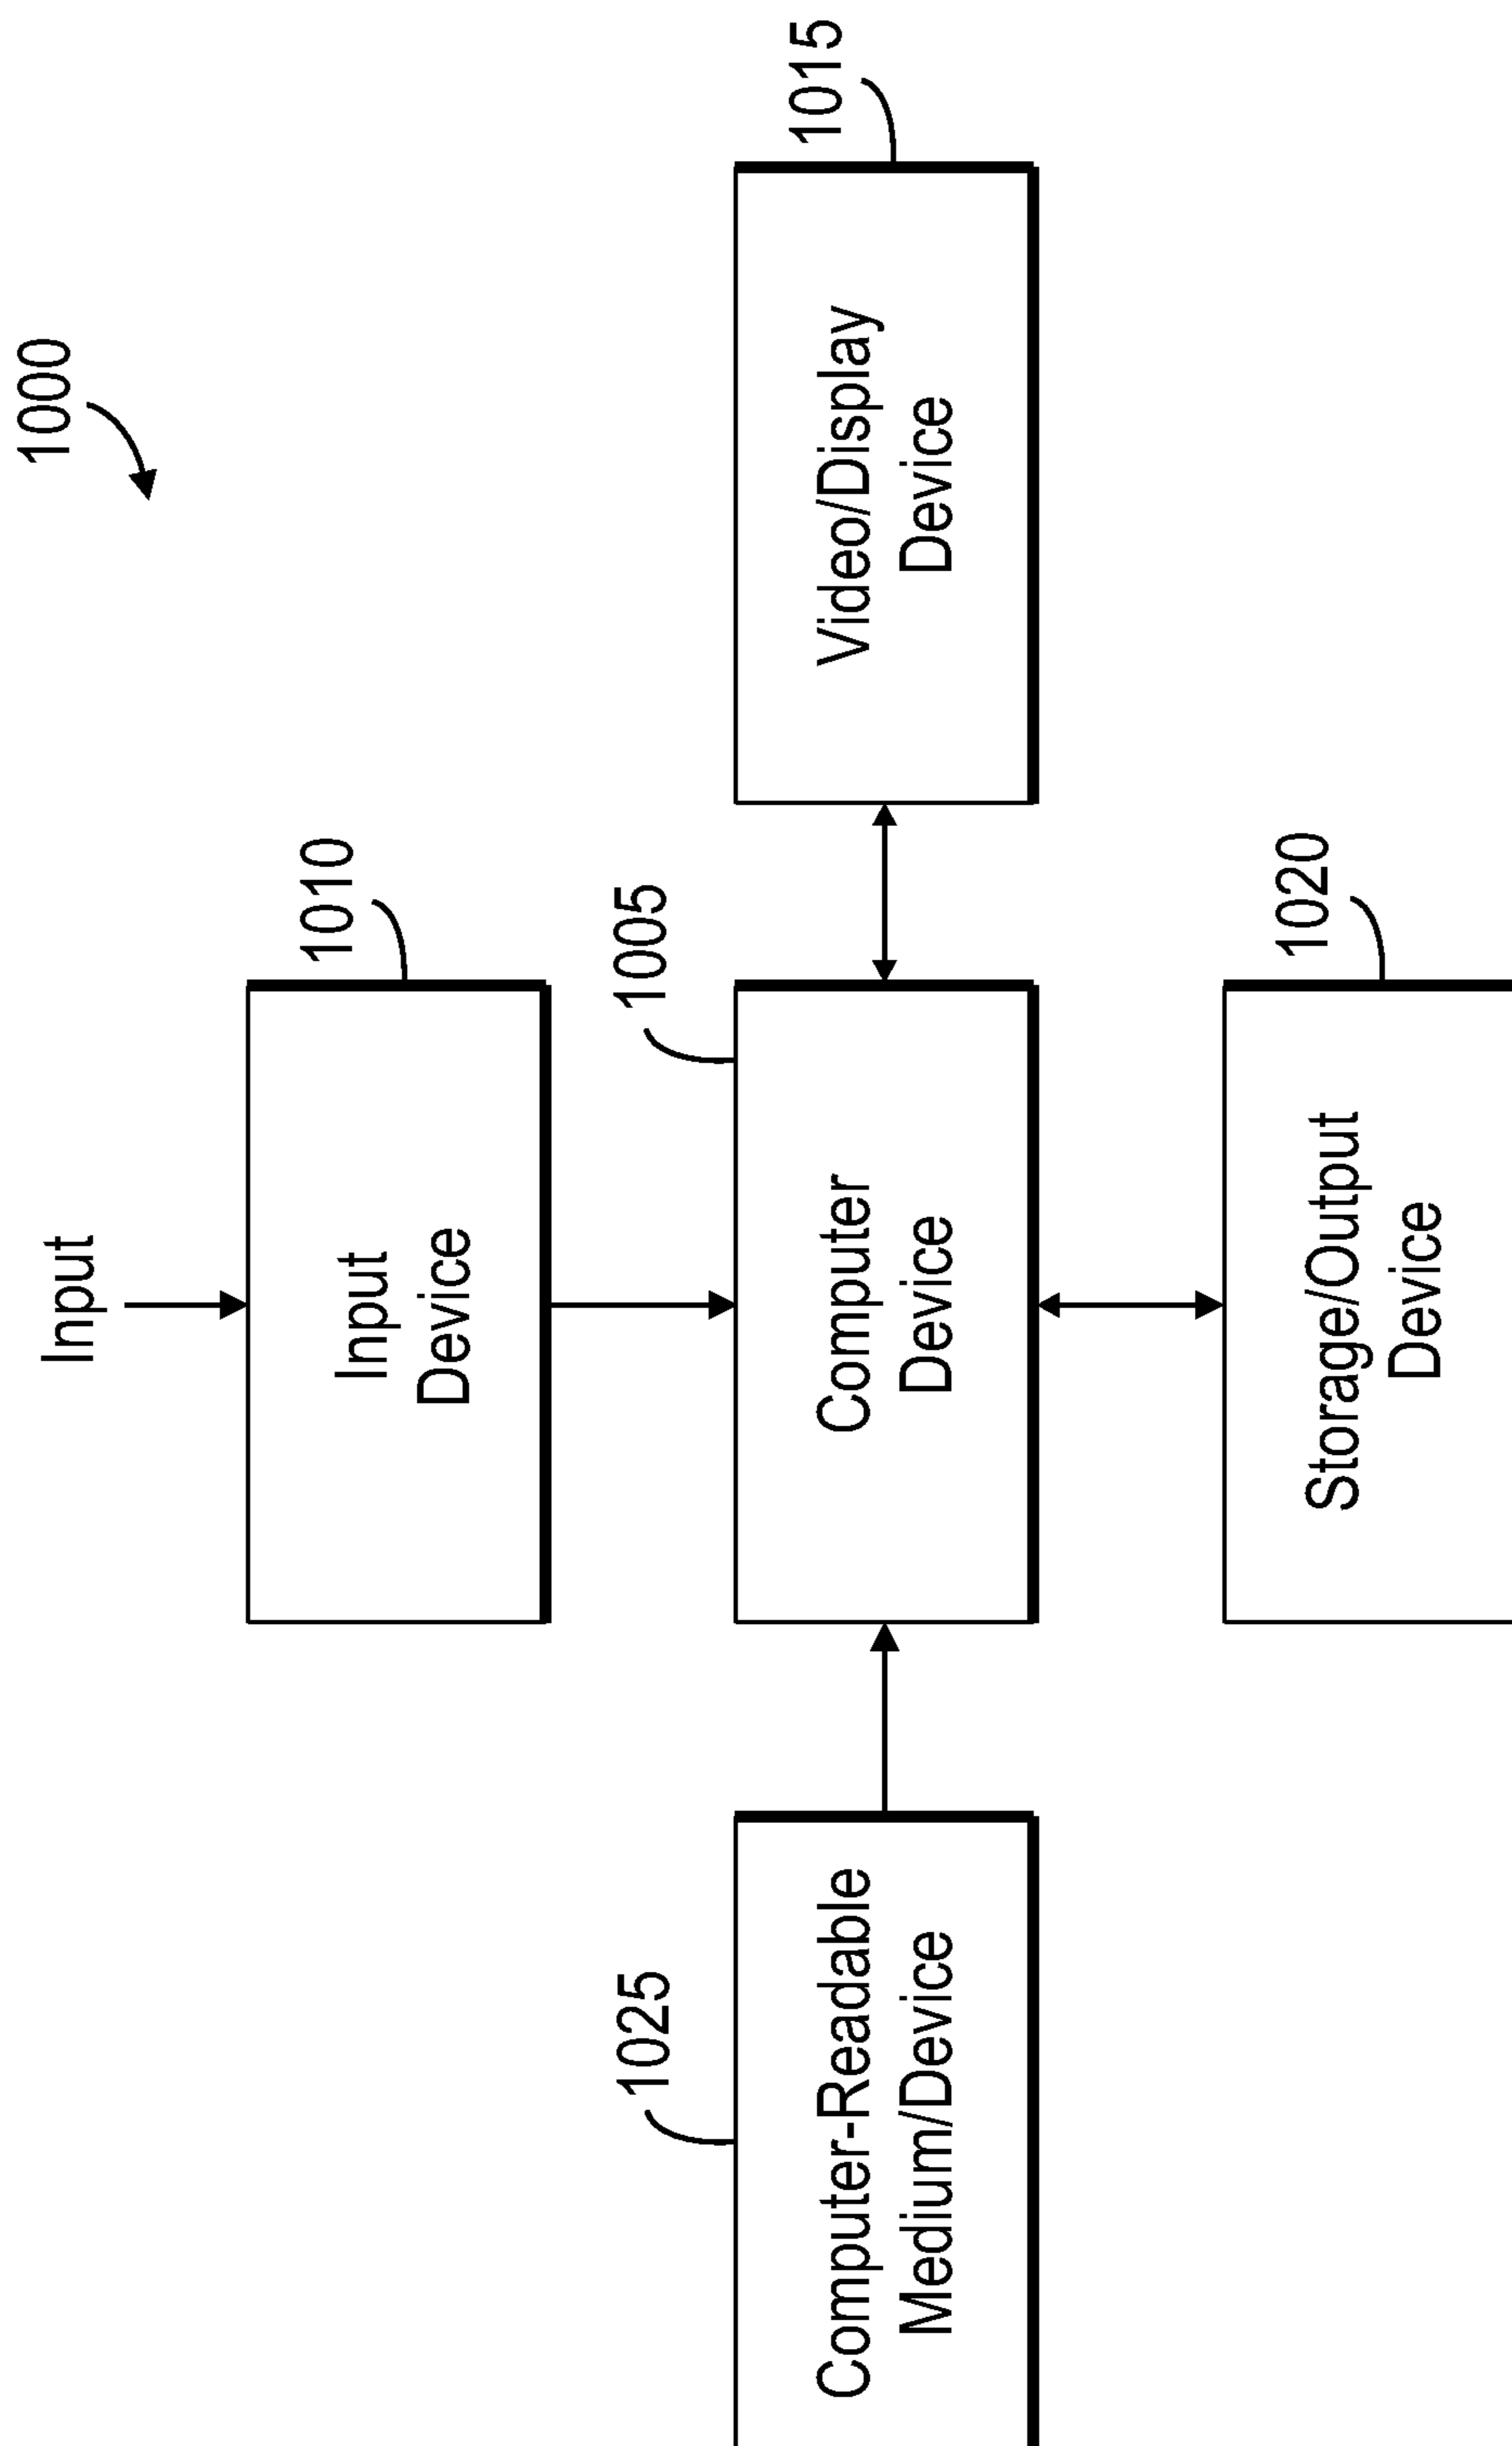 1000
Input
1010
Input
Device
1025
Computer-Readable
Medium/Device
1005
Computer
Device
1015
Video/Display
Device
1020
Storage/Output
Device